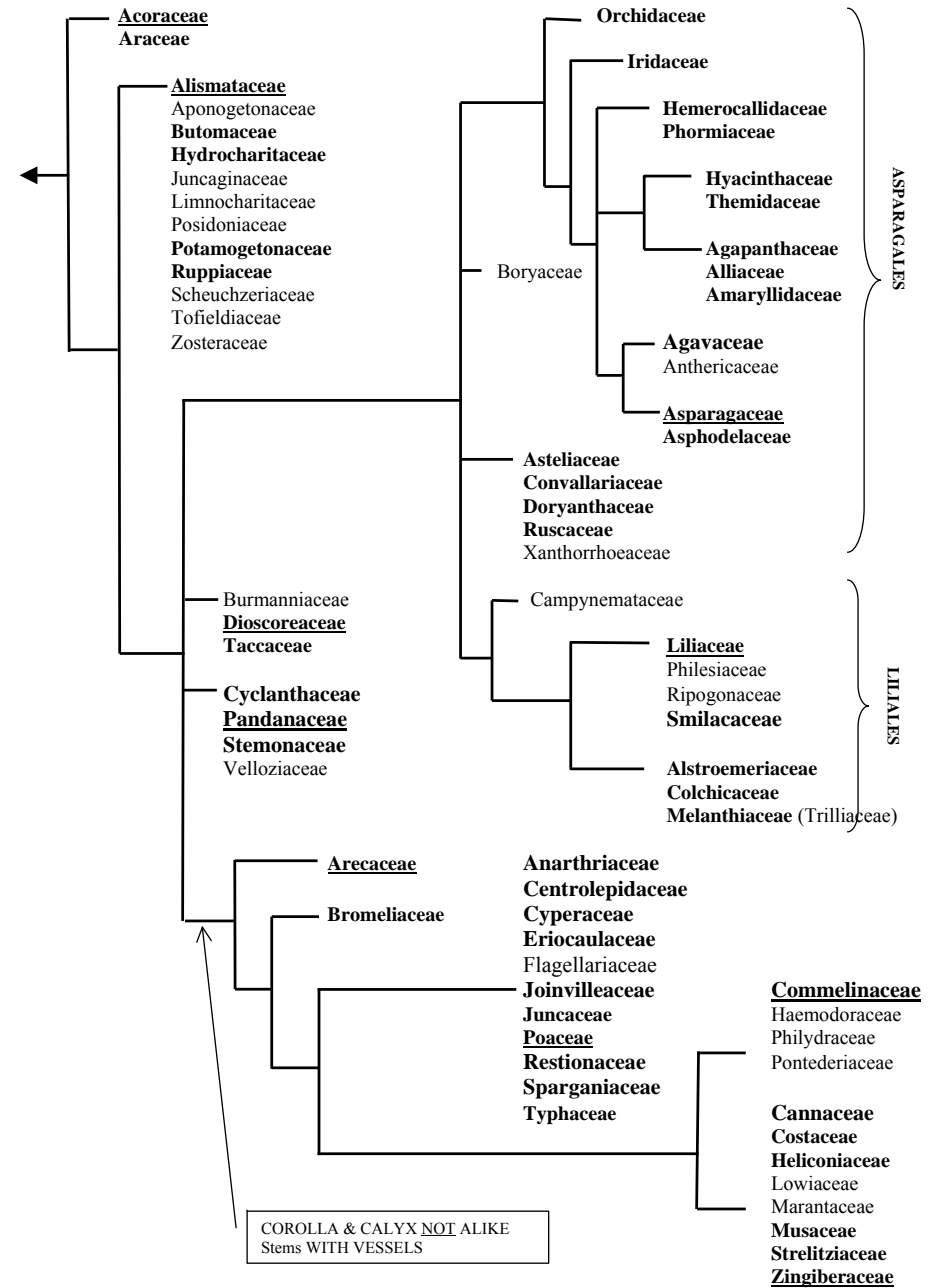 Acoraceae
Araceae
Alismataceae
Aponogetonaceae
Butomaceae
Hydrocharitaceae
Juncaginaceae
Limnocharitaceae
Posidoniaceae
Potamogetonaceae
Ruppiaceae
Scheuchzeriaceae
Tofieldiaceae
Zosteraceae
Orchidaceae
Iridaceae
Hemerocallidaceae
Phormiaceae
Hyacinthaceae
Themidaceae
Agapanthaceae
Alliaceae
Amaryllidaceae
Boryaceae
Agavaceae
Anthericaceae
Asparagaceae
Asphodelaceae
Asteliaceae
Convallariaceae
Doryanthaceae
Ruscaceae
Xanthorrhoeaceae
ASPARAGALES
Burmanniaceae
Dioscoreaceae
Taccaceae
Cyclanthaceae
Pandanaceae
Stemonaceae
Velloziaceae
Campynemataceae
Liliaceae
Philesiaceae
Ripogonaceae
Smilacaceae
Alstroemeriaceae
Colchicaceae
Melanthiaceae (Trilliaceae)
LILIALES
Arecaceae
Bromeliaceae
Anarthriaceae
Centrolepidaceae
Cyperaceae
Eriocaulaceae
Flagellariaceae
Joinvilleaceae
Juncaceae
Poaceae
Restionaceae
Sparganiaceae
Typhaceae
Commelinaceae
Haemodoraceae
Philydraceae
Pontederiaceae
Cannaceae
Costaceae
Heliconiaceae
Lowiaceae
Marantaceae
Musaceae
Strelitziaceae
Zingiberaceae
COROLLA & CALYX NOT ALIKE
Stems WITH VESSELS